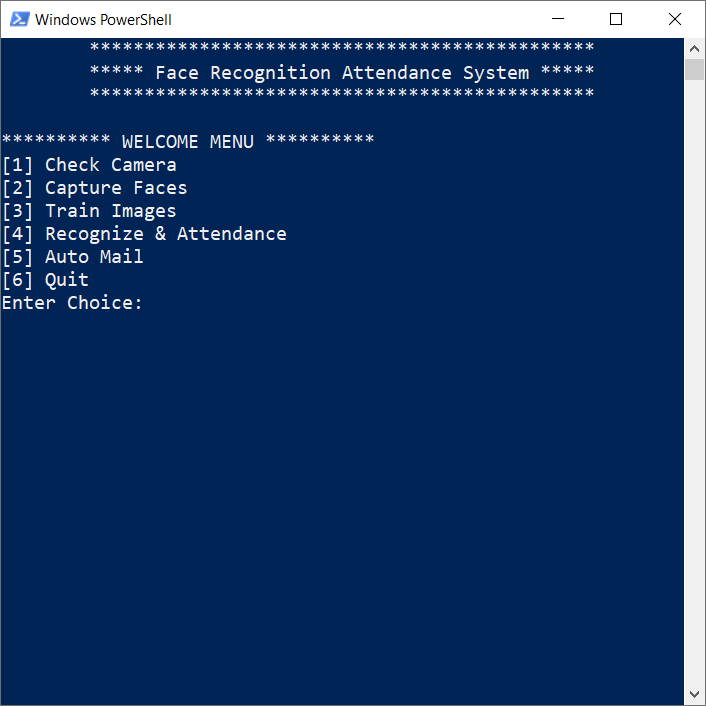 Windows PowerShell
**********************************************
***** Face Recognition Attendance System *****
**********************************************
********** WELCOME MENU **********
[1] Check Camera
[2] Capture Faces
[3] Train Images
[4] Recognize & Attendance
[5] Auto Mail
[6] Quit
Enter Choice: